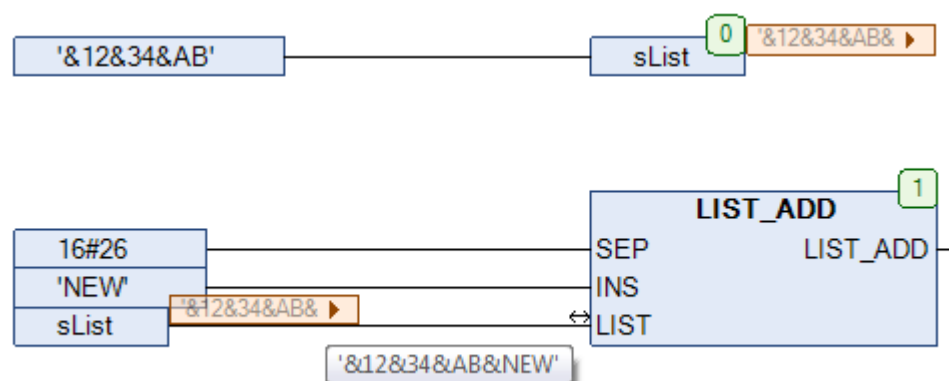 '&12&34&AB'
sList
0
'&12&34&AB& ▶
1
LIST_ADD
16#26
SEP
LIST_ADD
'NEW'
INS
sList
'&12&34&AB& ▶
LIST
'&12&34&AB&NEW'